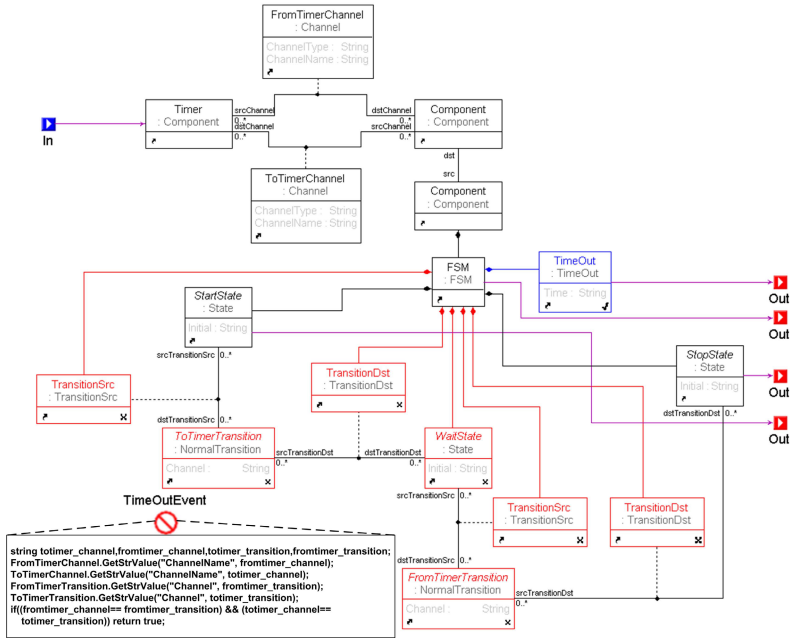 FromTimerChannel
: Channel
ChannelType : String
ChannelName : String
Timer
: Component
srcChannel
0..*
dstChannel
0..*
dstChannel
0..*
srcChannel
0..*
Component
: Component
In
ToTimerChannel
: Channel
ChannelType : String
ChannelName : String
dst
src
Component
: Component
FSM
: FSM
TimeOut
: TimeOut
Time : String
Out
Out
StartState
: State
Initial : String
srcTransitionSrc 0..*
StopState
: State
Initial : String
dstTransitionDst 0..*
Out
Out
TransitionSrc
: TransitionSrc
TransitionDst
: TransitionDst
dstTransitionSrc 0..*
ToTimerTransition
: NormalTransition
Channel : String
srcTransitionDst
0..*
dstTransitionDst
0..*
WaitState
: State
Initial : String
srcTransitionSrc 0..*
TransitionSrc
: TransitionSrc
TransitionDst
: TransitionDst
dstTransitionSrc 0..*
FromTimerTransition
: NormalTransition
Channel : String
srcTransitionDst
0..*
TimeOutEvent
string totimer_channel,fromtimer_channel,totimer_transition,fromtimer_transition;
FromTimerChannel.GetStrValue("ChannelName", fromtimer_channel);
ToTimerChannel.GetStrValue("ChannelName", totimer_channel);
FromTimerTransition.GetStrValue("Channel", fromtimer_transition);
ToTimerTransition.GetStrValue("Channel", totimer_transition);
if((fromtimer_channel== fromtimer_transition) && (totimer_channel==
totimer_transition)) return true;